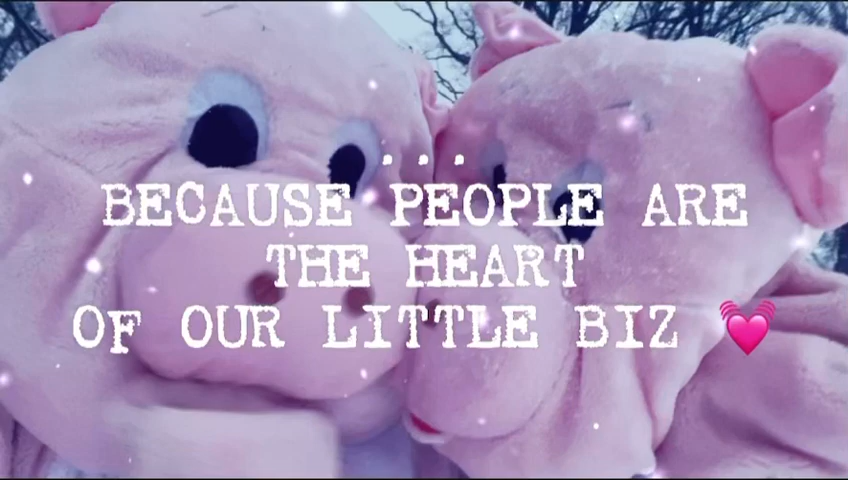 ...
BECAUSE PEOPLE ARE
THE HEART
OF OUR LITTLE BIZ 💓